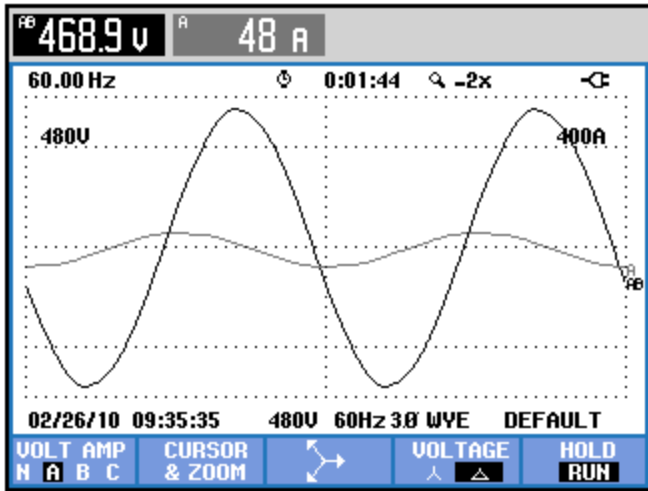 AB 468.9 V A 48 A
60.00 Hz 0:01:44 -2x
480V 400A
A
AB
02/26/10 09:35:35 480V 60Hz 3Ø WYE DEFAULT
VOLT AMP CURSOR VOLTAGE HOLD
N A B C & ZOOM RUN